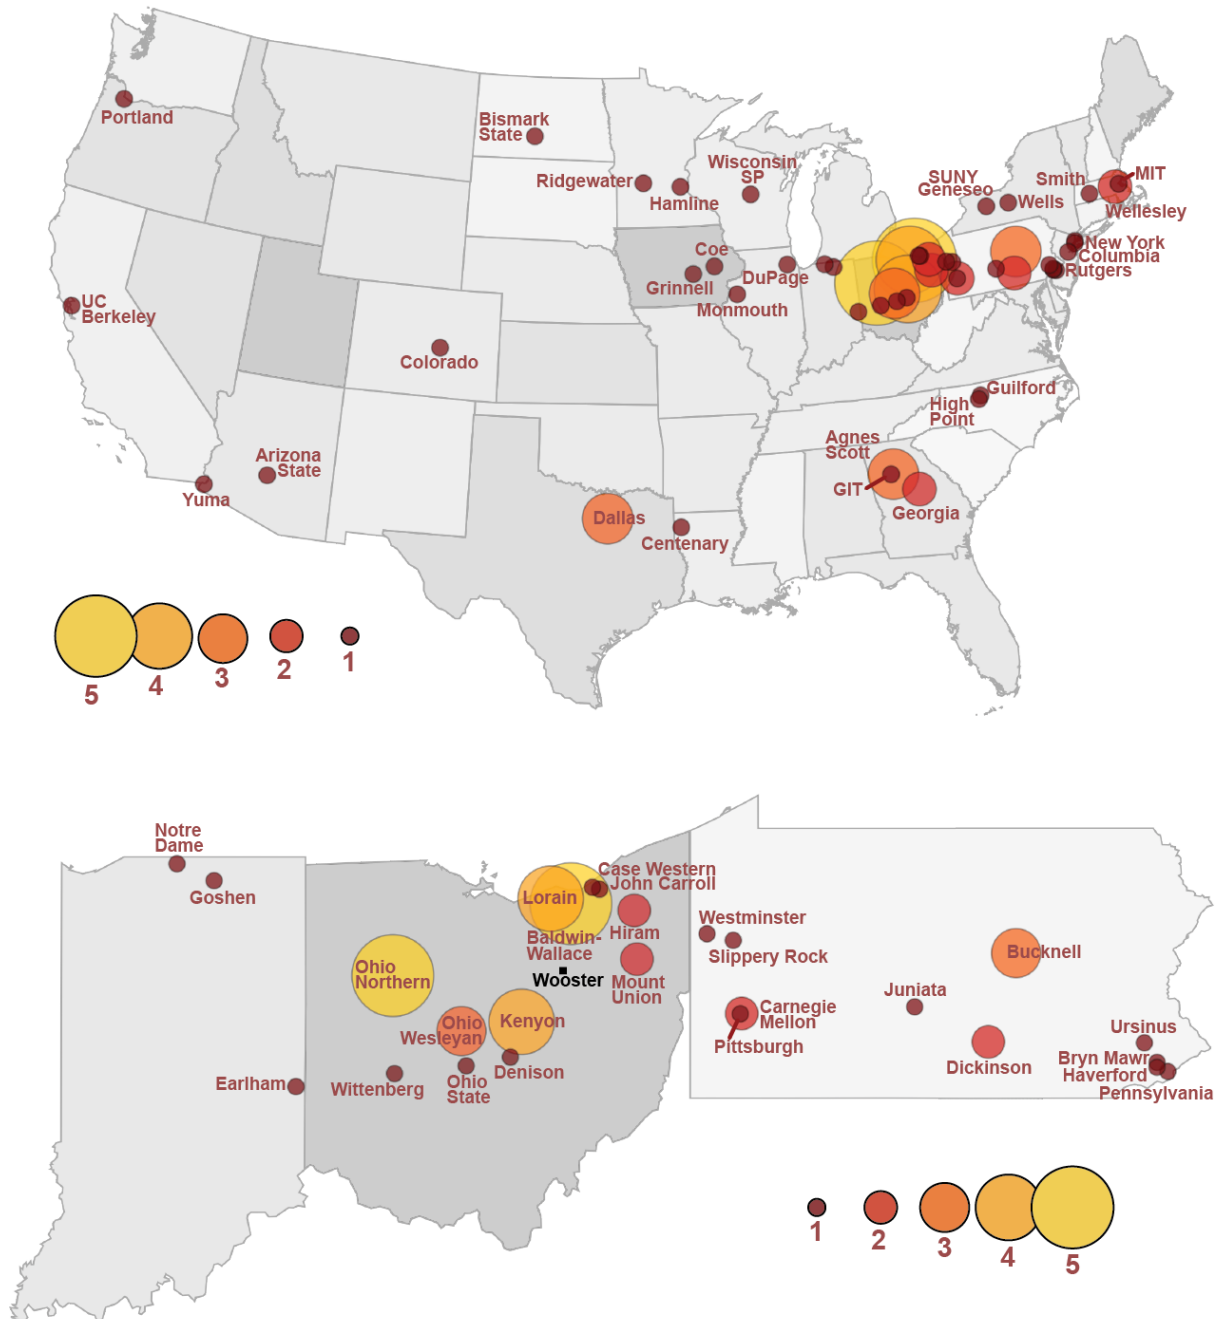 Portland
Bismark
State
Ridgewater
Hamline
Wisconsin
SP
SUNY
Geneseo
Wells
Smith
MIT
Wellesley
New York
Columbia
Rutgers
Coe
Grinnell
DuPage
Monmouth
UC
Berkeley
Colorado
Guilford
High
Point
Agnes
Scott
GIT
Georgia
Arizona
State
Yuma
Dallas
Centenary
5
4
3
2
1
Notre
Dame
Goshen
Case Western
John Carroll
Lorain
Hiram
Baldwin-
Wallace
Wooster
Mount
Union
Ohio
Northern
Ohio
Wesleyan
Kenyon
Denison
Ohio
State
Wittenberg
Earlham
Westminster
Slippery Rock
Bucknell
Juniata
Carnegie
Mellon
Pittsburgh
Dickinson
Ursinus
Bryn Mawr
Haverford
Pennsylvania
1
2
3
4
5